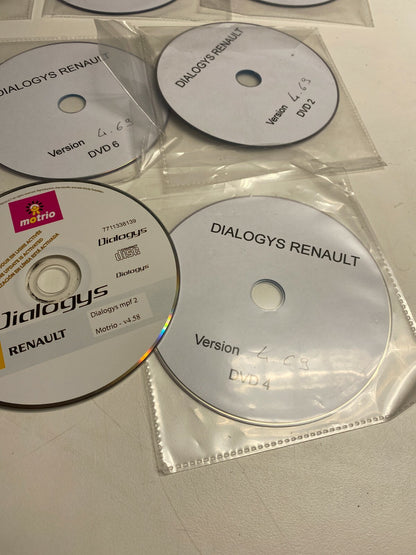 DIALOGYS RENAULT
Version 4.69
DVD 6
DIALOGYS RENAULT
Version 4.69
DVD 2
motrio
7711338139
Dialogys
disc
Dialogys
Dialogys
Dialogys mpf 2
Motrio - v4.58
RENAULT
DIALOGYS RENAULT
Version 4.69
DVD 4